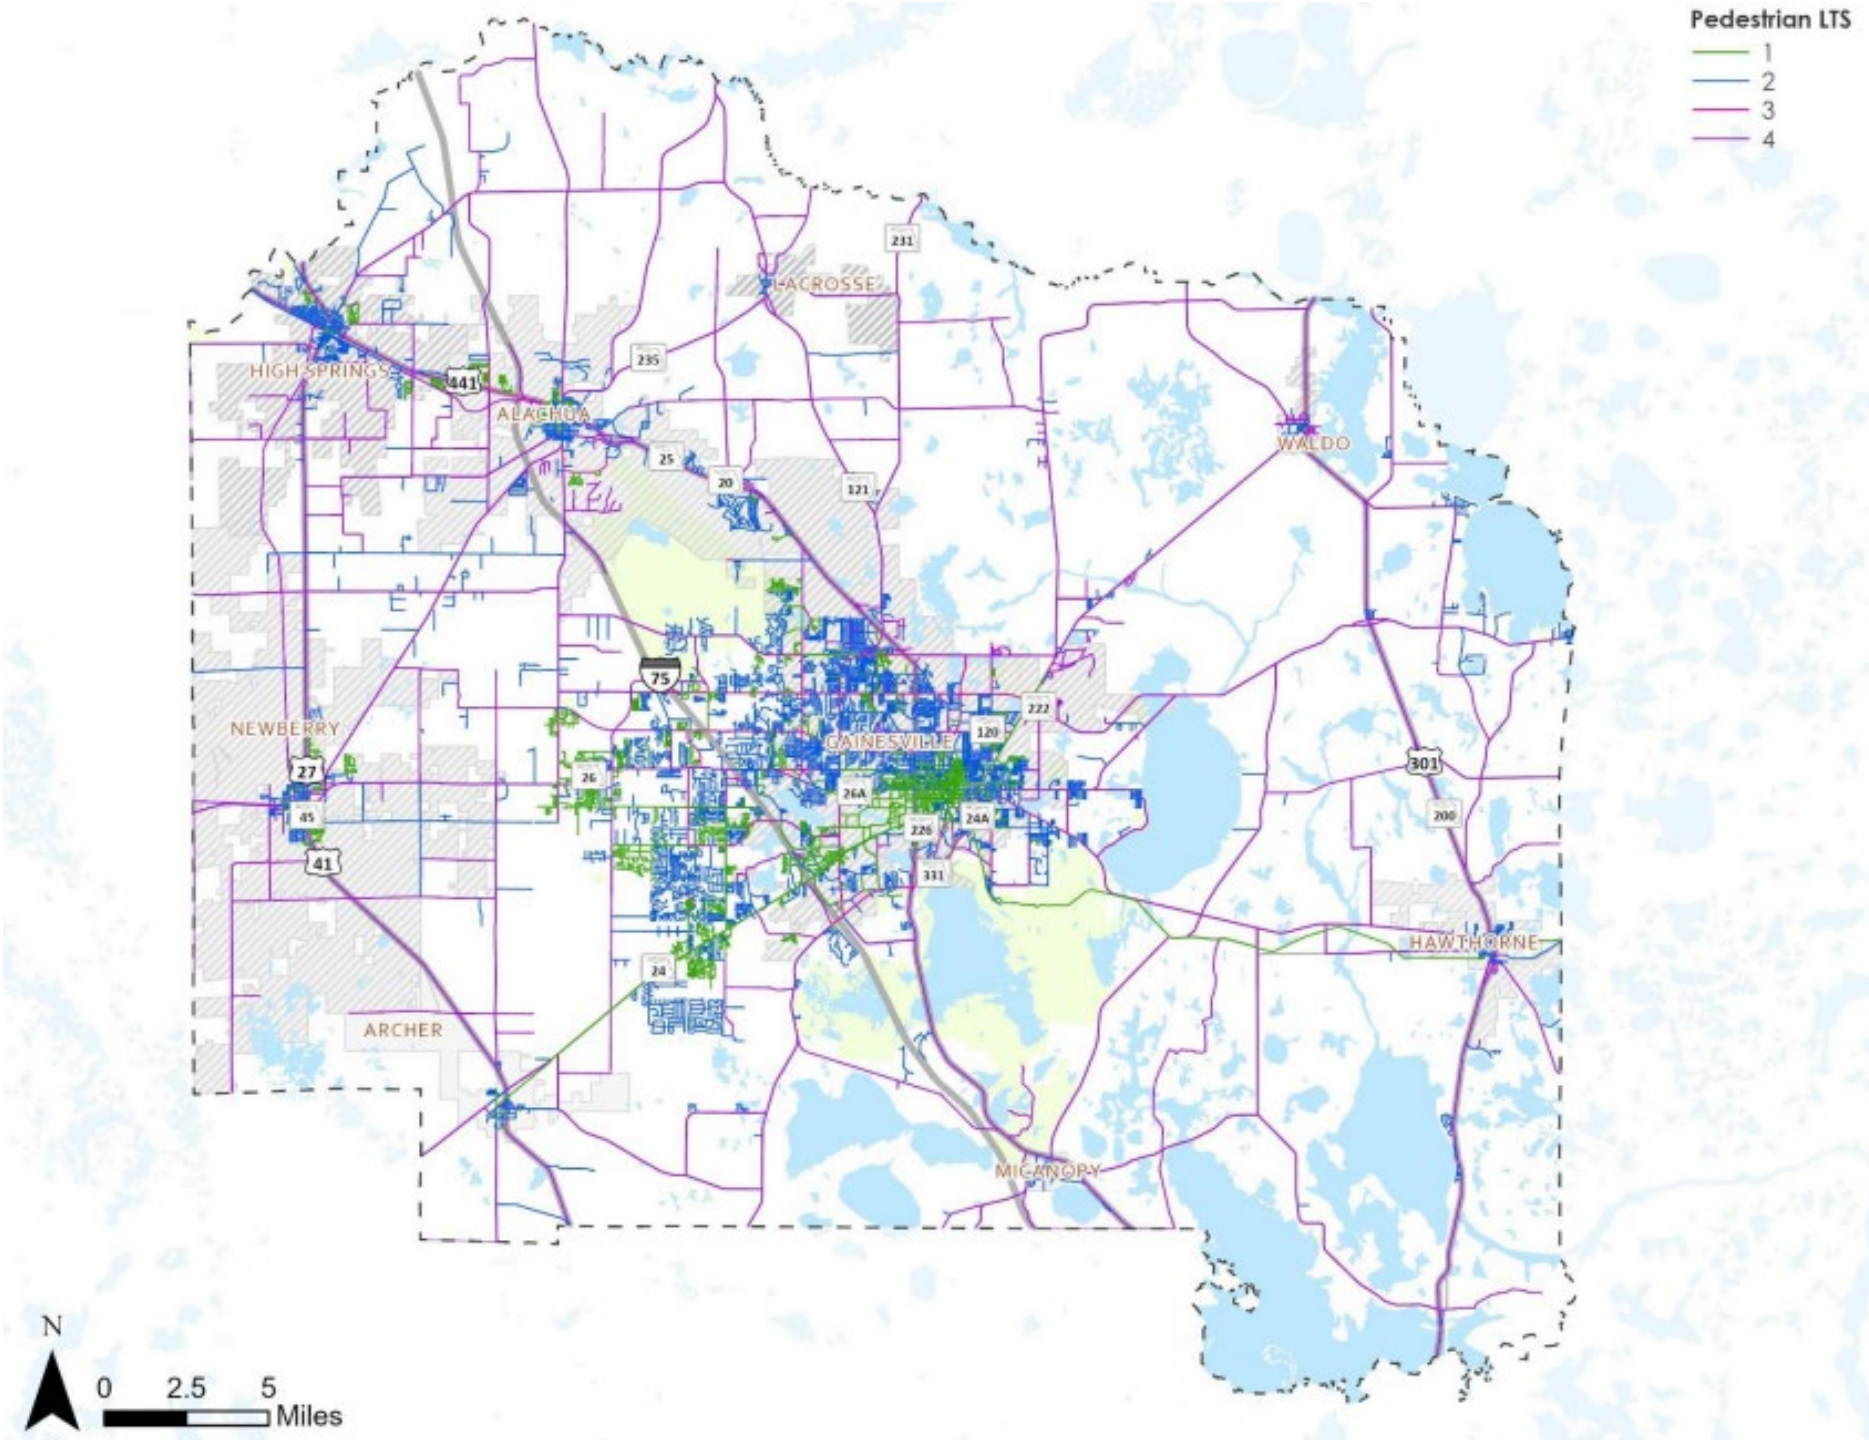 Pedestrian LTS
1
2
3
4
231
LACROSSE
235
HIGH SPRINGS
441
ALACHUA
WALDO
25
20
121
75
222
NEWBERRY
120
GAINESVILLE
27
26
301
26A
45
200
24A
226
41
331
HAWTHORNE
24
ARCHER
MICANOPY
N
0 2.5 5
Miles